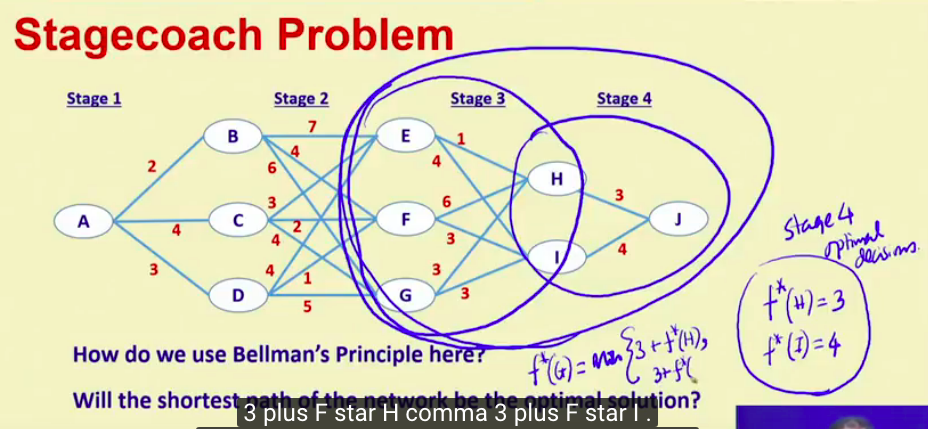 Stagecoach Problem
Stage 1 Stage 2 Stage 3 Stage 4
B 7 E 1
4
2 6 4 H
3 6 3
A 4 C 2 F J
4 3 4
3 4 1 3 I
D 5 G 3
Stage 4
optimal
decisions.
f*(H)=3
f*(I)=4
How do we use Bellman's Principle here?
f*(G)= Min {3+f*(H),
3+f*(
Will the shortest path of the network be the optimal solution?
3 plus F star H comma 3 plus F star I .